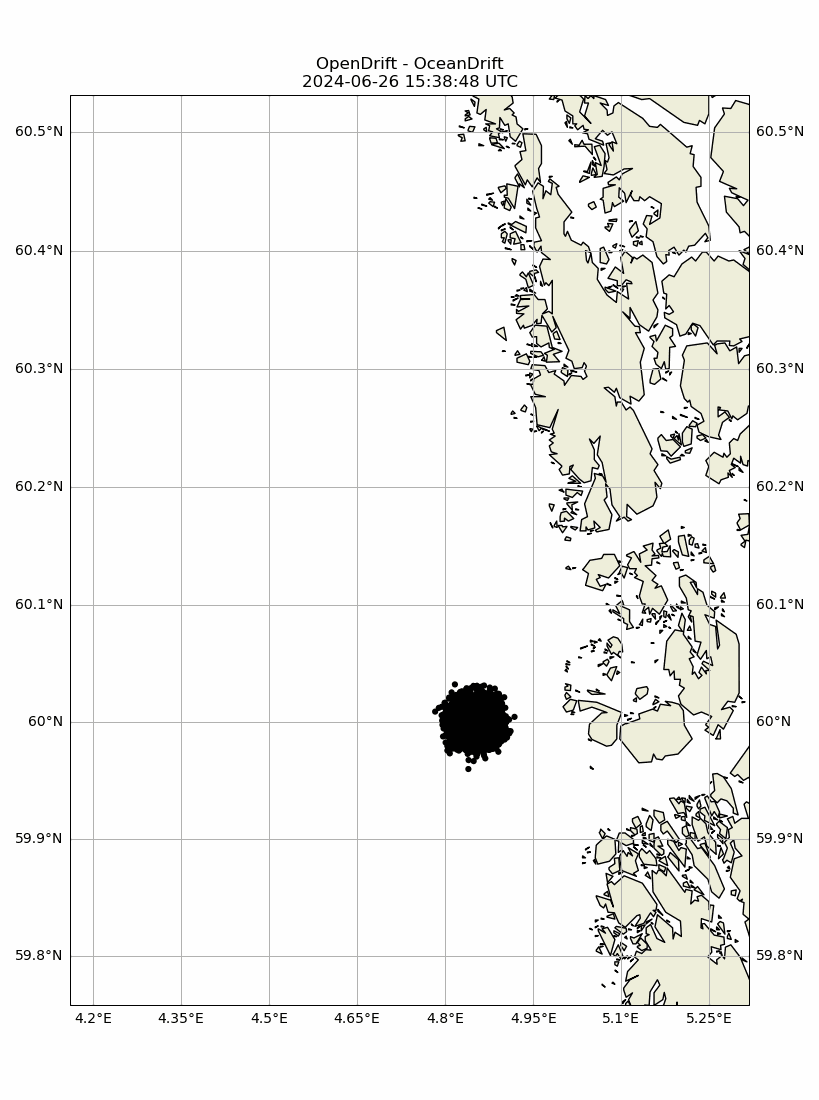 OpenDrift - OceanDrift
2024-06-26 15:38:48 UTC
60.5°N 60.5°N
60.4°N 60.4°N
60.3°N 60.3°N
60.2°N 60.2°N
60.1°N 60.1°N
60°N 60°N
59.9°N 59.9°N
59.8°N 59.8°N
4.2°E 4.35°E 4.5°E 4.65°E 4.8°E 4.95°E 5.1°E 5.25°E